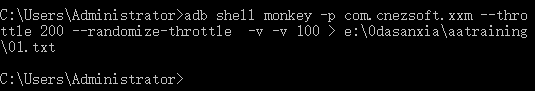 C:\Users\Administrator>adb shell monkey -p com.cnezsoft.xxm --thro
ttle 200 --randomize-throttle  -v -v 100 > e:\0dasanxia\aatraining
\01.txt
C:\Users\Administrator>